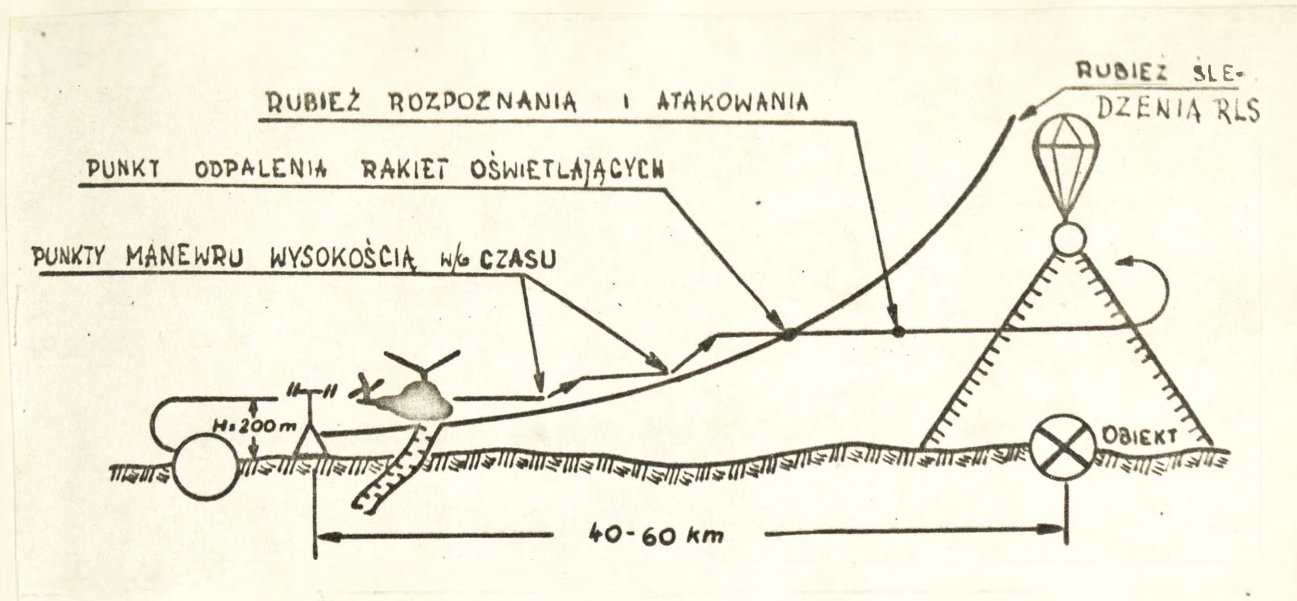 RUBIEŻ ŚLE-
DZENIA RLS
RUBIEŻ ROZPOZNANIA I ATAKOWANIA
PUNKT ODPALENIA RAKIET OŚWIETLAJĄCYCH
PUNKTY MANEWRU WYSOKOŚCIĄ W/G CZASU
H=200m
OBIEKT
40-60 km